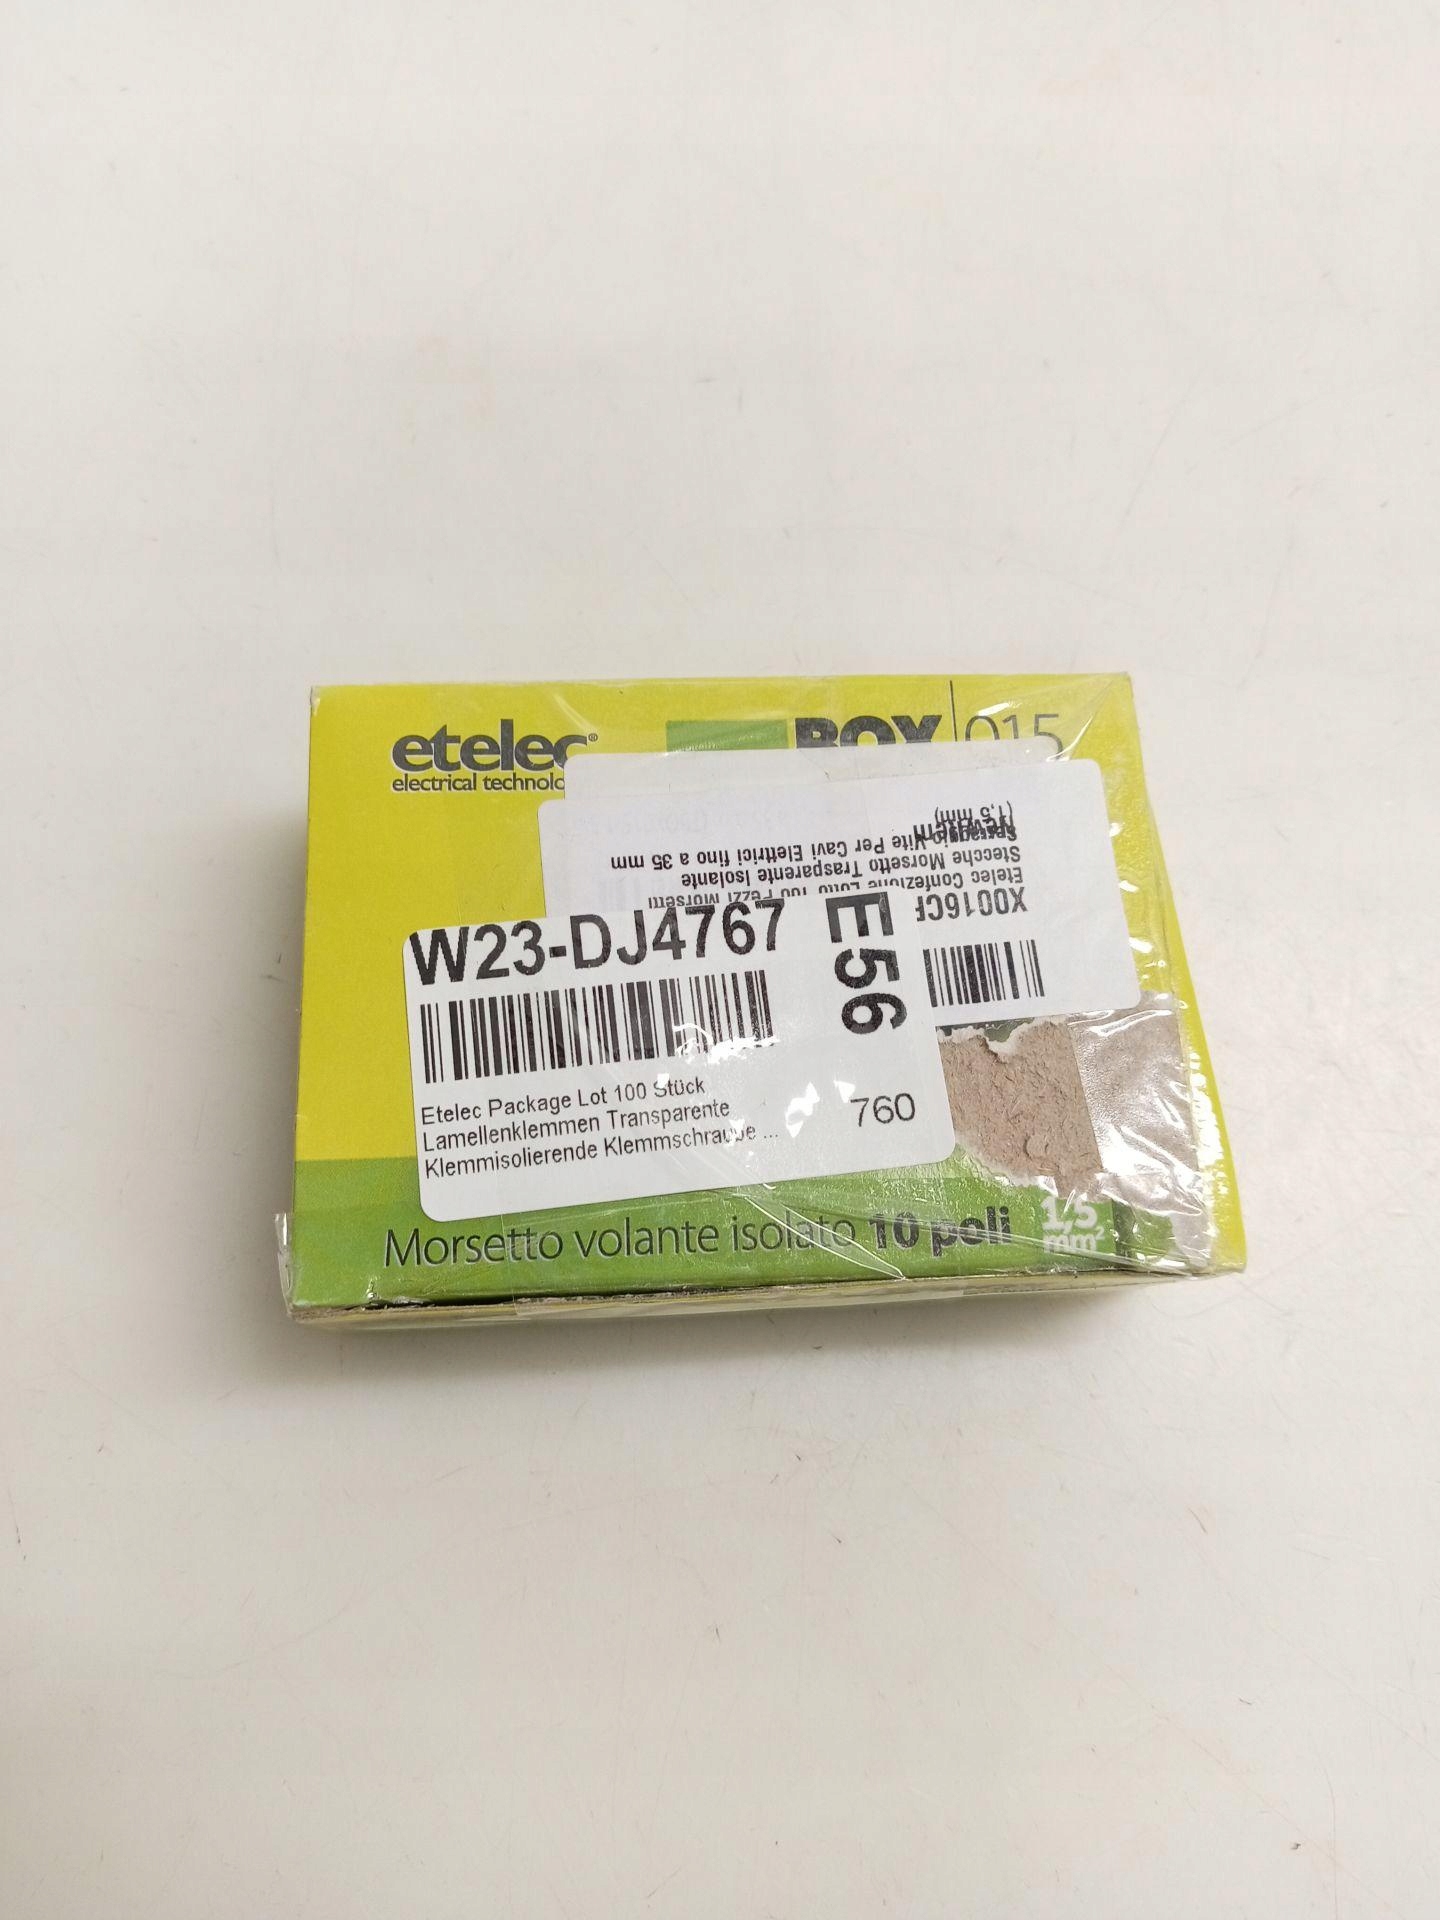 etelec®
electrical technolo
BOX 015
(1,5 mm)
Vite Per Cavi Elettrici fino a 35 mm
Stecche Morsetto Trasparente Isolante
Etelec Confezione Lotto 100 Pezzi Morsetti
X0016CF
W23-DJ4767
E56
Etelec Package Lot 100 Stück
Lamellenklemmen Transparente
Klemmisolierende Klemmschraube ...
760
Morsetto volante isolato 10 poli
1,5
mm²